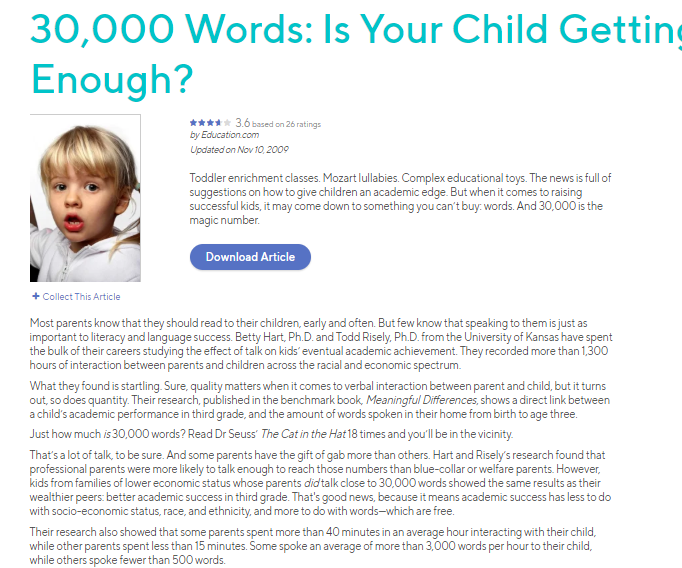 30,000 Words: Is Your Child Getting
Enough?
3.6 based on 26 ratings
by Education.com
Updated on Nov 10, 2009
Toddler enrichment classes. Mozart lullabies. Complex educational toys. The news is full of
suggestions on how to give children an academic edge. But when it comes to raising
successful kids, it may come down to something you can't buy: words. And 30,000 is the
magic number.
Download Article
+ Collect This Article
Most parents know that they should read to their children, early and often. But few know that speaking to them is just as
important to literacy and language success. Betty Hart, Ph.D. and Todd Risely, Ph.D. from the University of Kansas have spent
the bulk of their careers studying the effect of talk on kids' eventual academic achievement. They recorded more than 1,300
hours of interaction between parents and children across the racial and economic spectrum.
What they found is startling. Sure, quality matters when it comes to verbal interaction between parent and child, but it turns
out, so does quantity. Their research, published in the benchmark book, Meaningful Differences, shows a direct link between
a child's academic performance in third grade, and the amount of words spoken in their home from birth to age three.
Just how much is 30,000 words? Read Dr Seuss' The Cat in the Hat 18 times and you'll be in the vicinity.
That's a lot of talk, to be sure. And some parents have the gift of gab more than others. Hart and Risely's research found that
professional parents were more likely to talk enough to reach those numbers than blue-collar or welfare parents. However,
kids from families of lower economic status whose parents did talk close to 30,000 words showed the same results as their
wealthier peers: better academic success in third grade. That's good news, because it means academic success has less to do
with socio-economic status, race, and ethnicity, and more to do with words—which are free.
Their research also showed that some parents spent more than 40 minutes in an average hour interacting with their child,
while other parents spent less than 15 minutes. Some spoke an average of more than 3,000 words per hour to their child,
while others spoke fewer than 500 words.